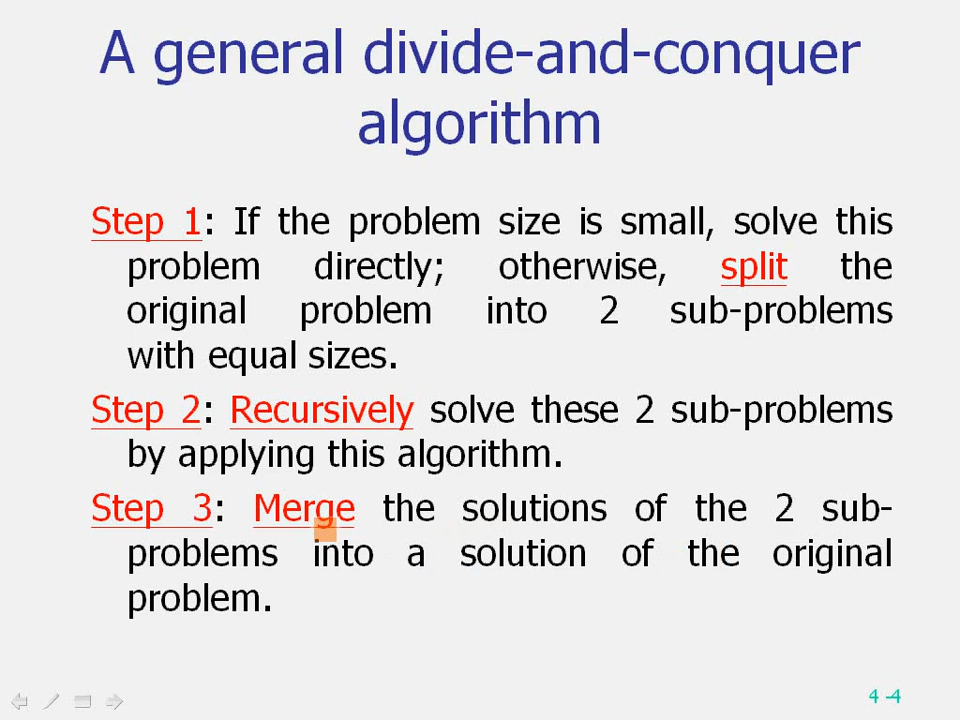 A general divide-and-conquer
algorithm
Step 1: If the problem size is small, solve this
problem directly; otherwise, split the
original problem into 2 sub-problems
with equal sizes.
Step 2: Recursively solve these 2 sub-problems
by applying this algorithm.
Step 3: Merge the solutions of the 2 sub-
problems into a solution of the original
problem.
4 -4